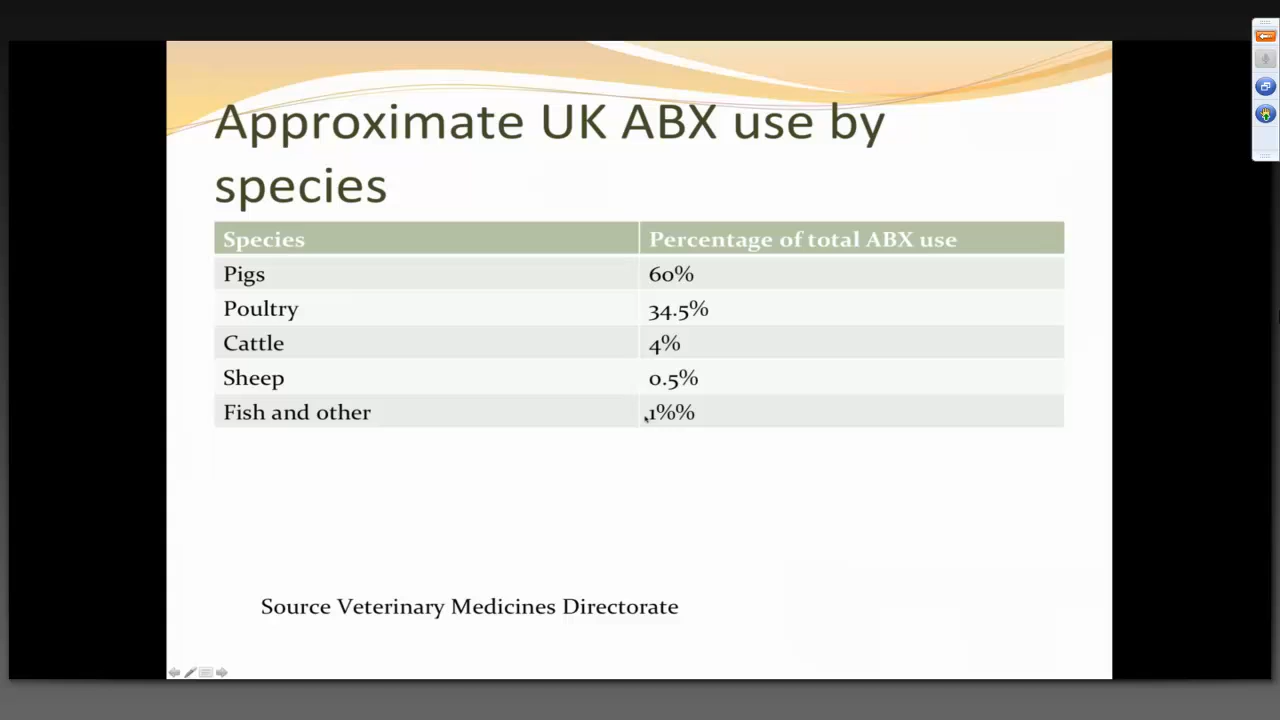 Approximate UK ABX use by
species
Species Percentage of total ABX use
Pigs 60%
Poultry 34.5%
Cattle 4%
Sheep 0.5%
Fish and other 1%%
Source Veterinary Medicines Directorate